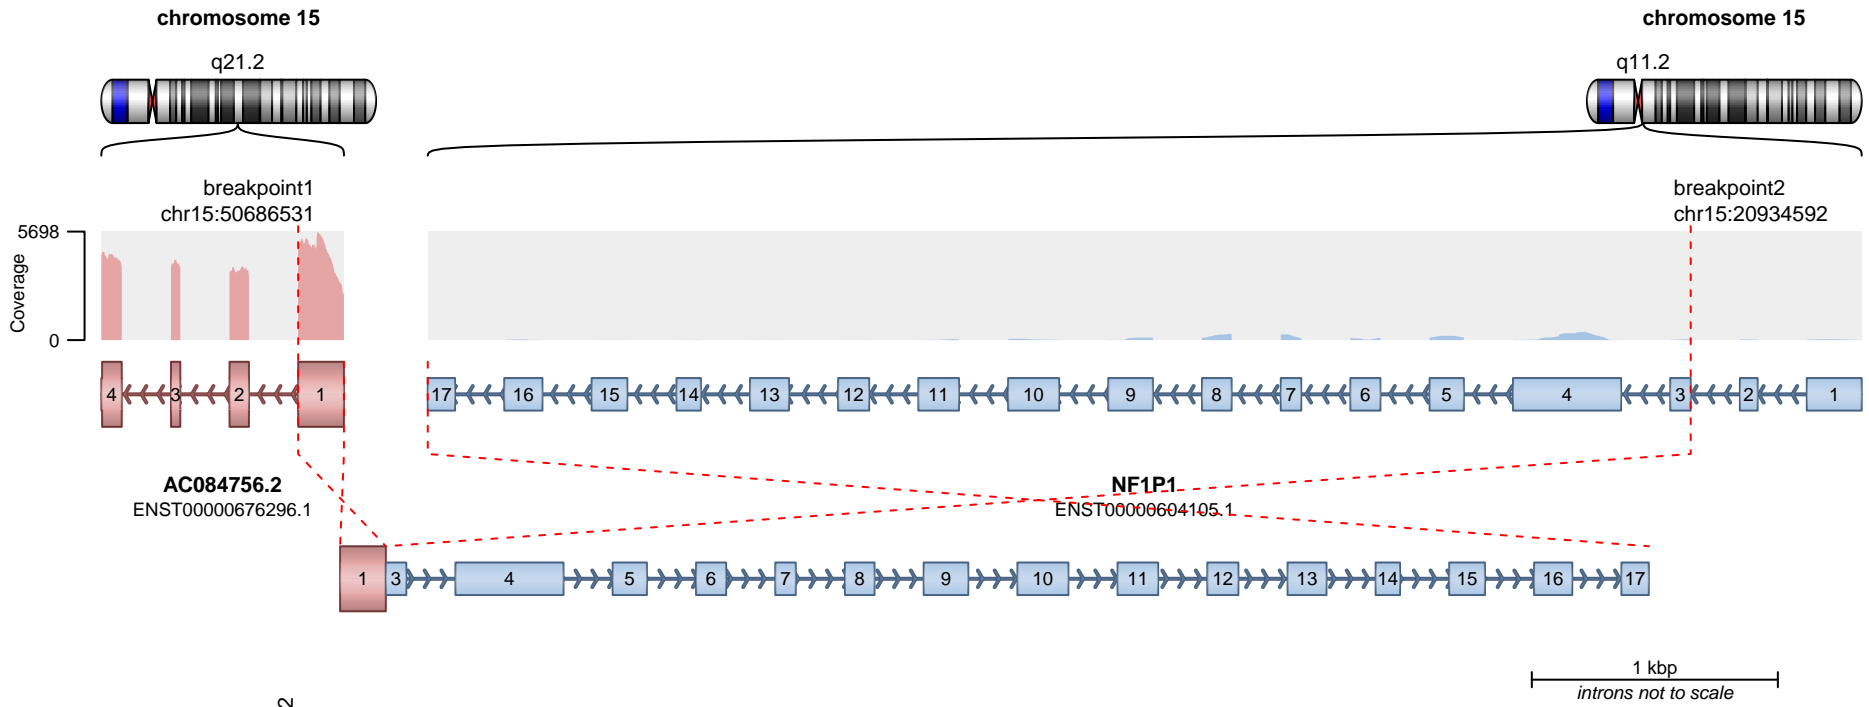 chromosome 15
chromosome 15
q21.2
q11.2
breakpoint1
chr15:50686531
breakpoint2
chr15:20934592
5698
Coverage
0
4 3 2 1
17 16 15 14 13 12 11 10 9 8 7 6 5 4 3 2 1
AC084756.2
ENST00000676296.1
NF1P1
ENST00000604105.1
1 3 4 5 6 7 8 9 10 11 12 13 14 15 16 17
1 kbp
introns not to scale
2